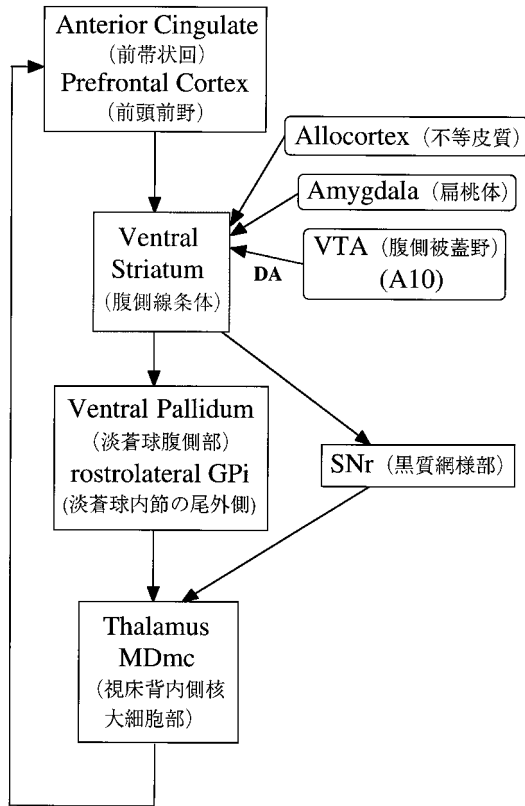 Anterior Cingulate
(前帯状回)
Prefrontal Cortex
(前頭前野)
Allocortex (不等皮質)
Amygdala (扁桃体)
VTA (腹側被蓋野)
(A10)
DA
Ventral
Striatum
(腹側線条体)
Ventral Pallidum
(淡蒼球腹側部)
rostrolateral GPi
(淡蒼球内節の尾外側)
SNr (黒質網様部)
Thalamus
MDmc
(視床背内側核
大細胞部)